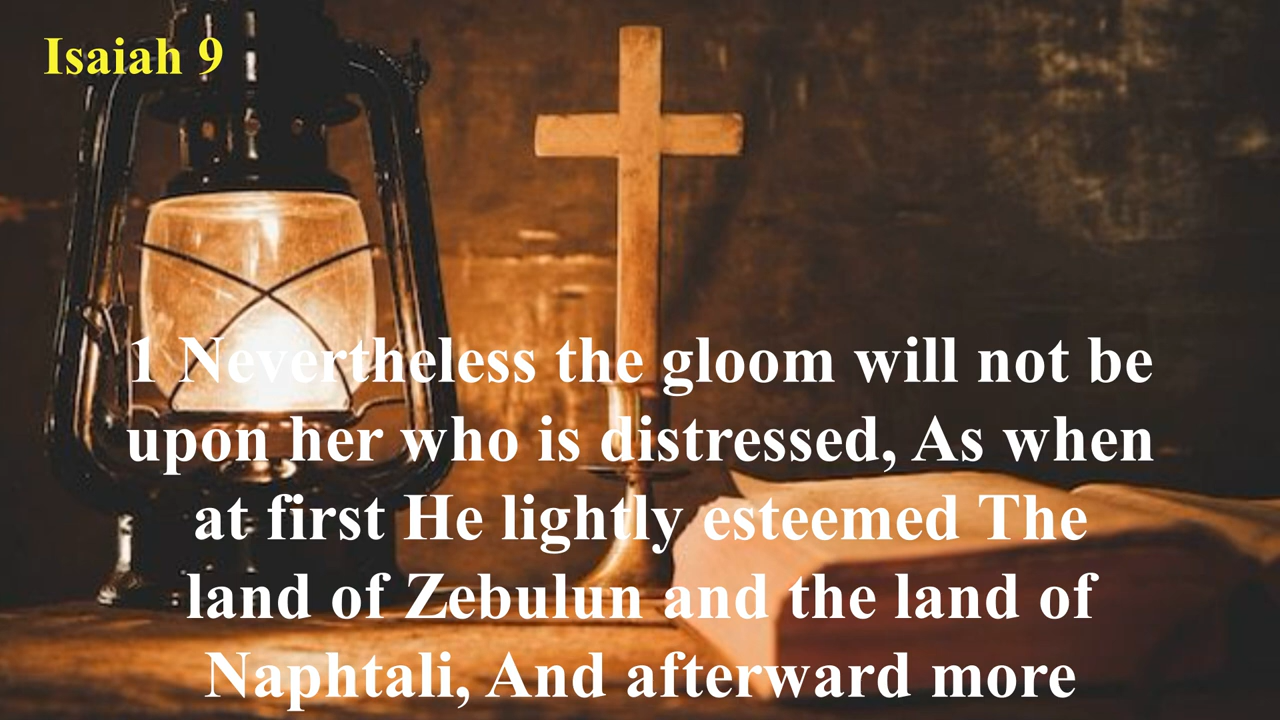 Isaiah 9
1 Nevertheless the gloom will not be
upon her who is distressed, As when
at first He lightly esteemed The
land of Zebulun and the land of
Naphtali, And afterward more